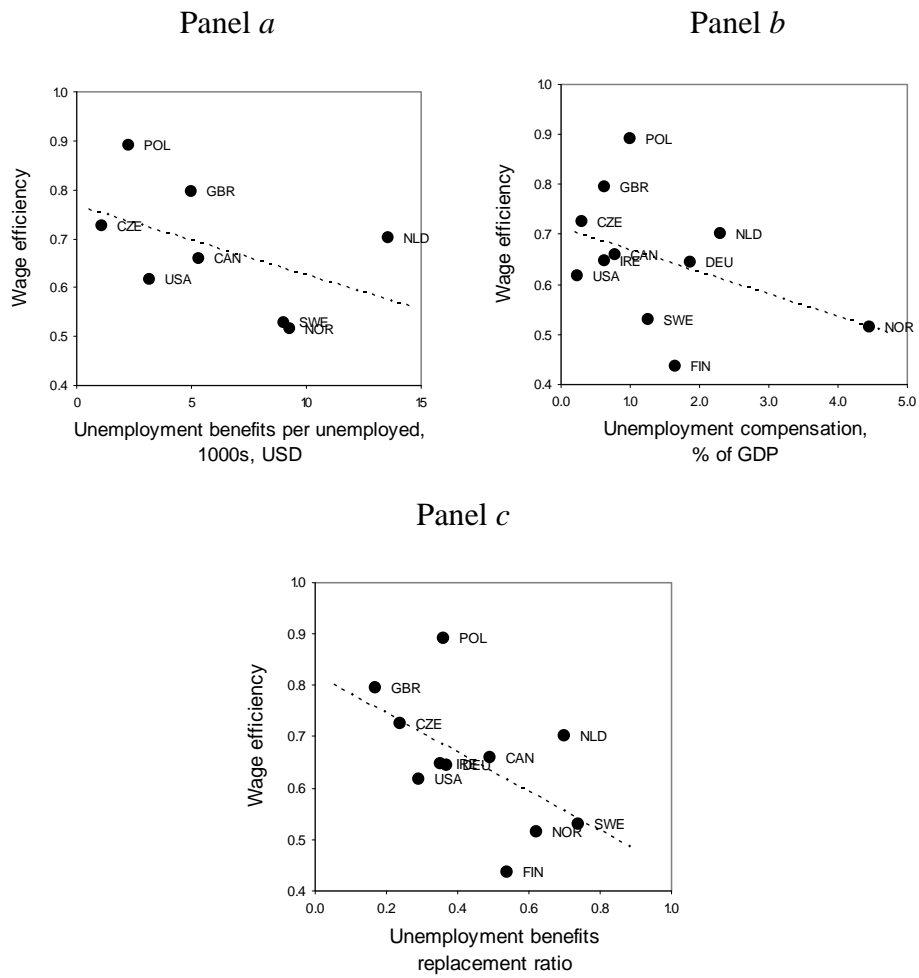 Panel a
Panel b
Wage efficiency
1.0
0.9
0.8
0.7
0.6
0.5
0.4
POL
GBR
CZE
NLD
CAN
USA
SWE
NOR
0
5
10
15
Unemployment benefits per unemployed,
1000s, USD
Wage efficiency
1.0
0.9
0.8
0.7
0.6
0.5
0.4
POL
GBR
CZE
NLD
CAN
IRE
DEU
USA
SWE
NOR
FIN
0.0
1.0
2.0
3.0
4.0
5.0
Unemployment compensation,
% of GDP
Panel c
Wage efficiency
1.0
0.9
0.8
0.7
0.6
0.5
0.4
POL
GBR
CZE
NLD
CAN
IRE
DEU
USA
SWE
NOR
FIN
0.0
0.2
0.4
0.6
0.8
1.0
Unemployment benefits
replacement ratio